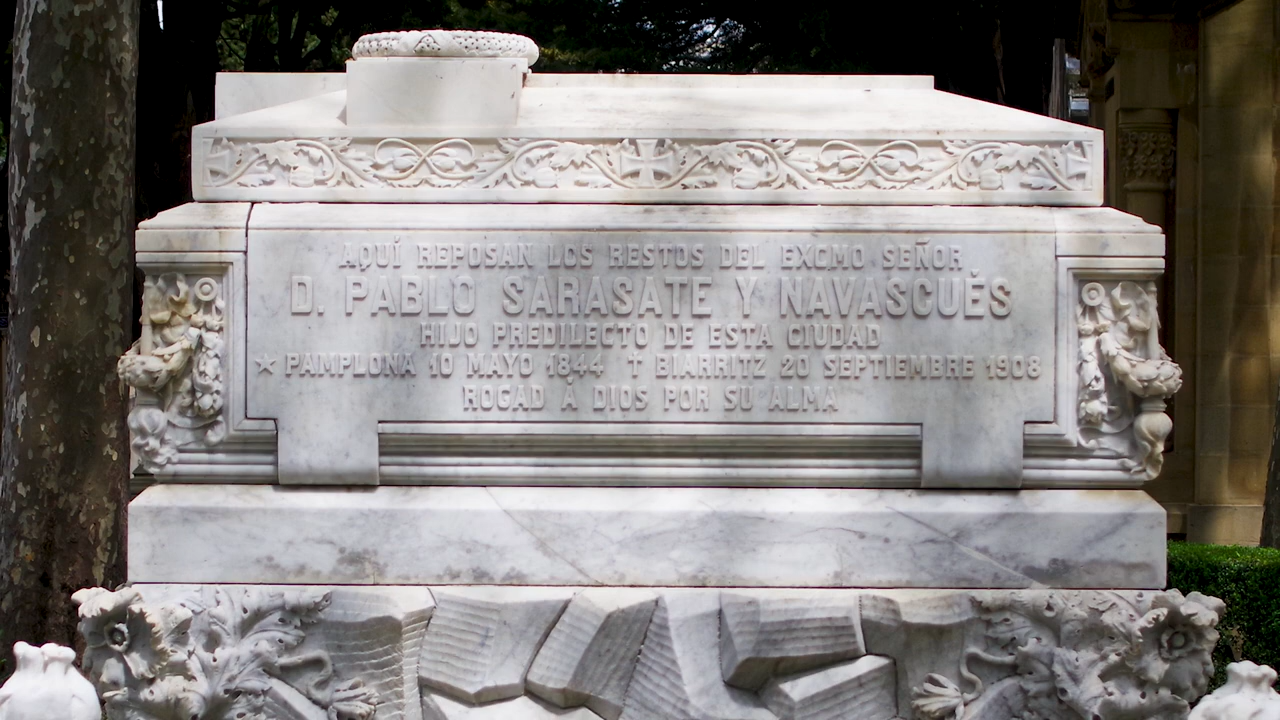 AQUÍ REPOSAN LOS RESTOS DEL EXCMO SEÑOR
D. PABLO SARASATE Y NAVASCUÉS
HIJO PREDILECTO DE ESTA CIUDAD
★ PAMPLONA 10 MAYO 1844 † BIARRITZ 20 SEPTIEMBRE 1908
ROGAD Á DIOS POR SU ALMA